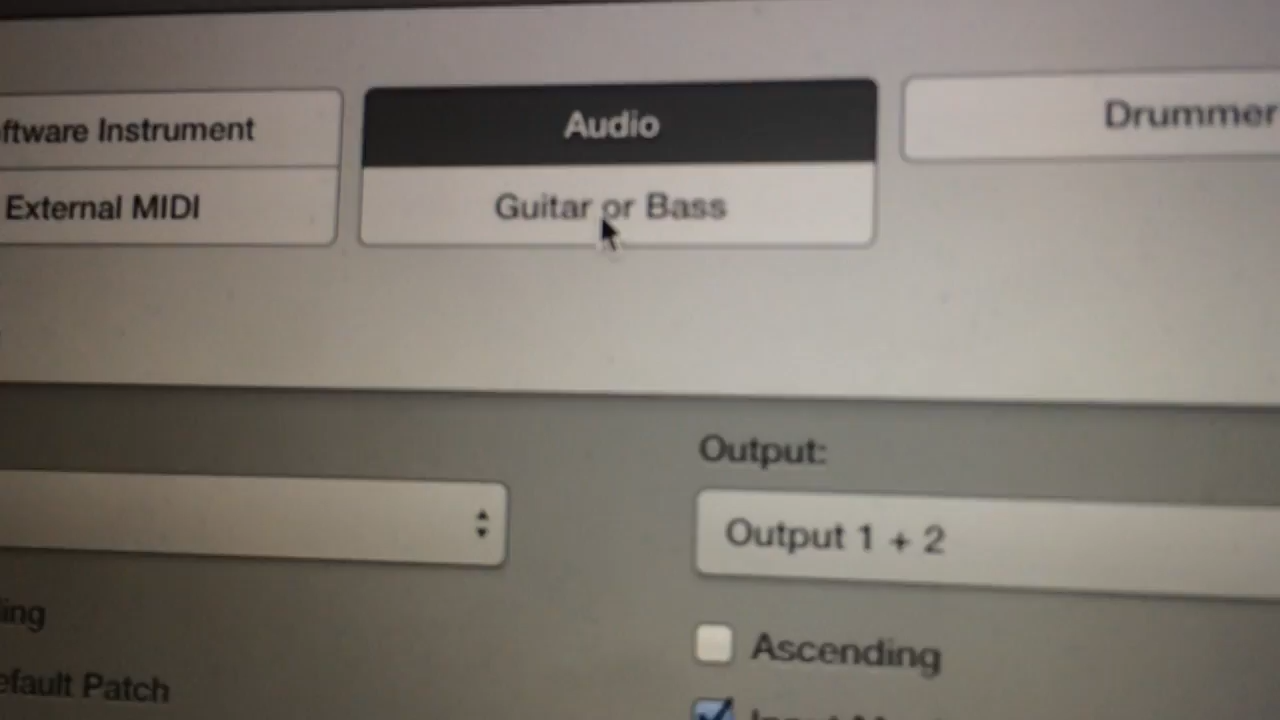 ftware Instrument
Audio
Drummer
External MIDI
Guitar or Bass
Output:
Output 1 + 2
ing
Ascending
efault Patch